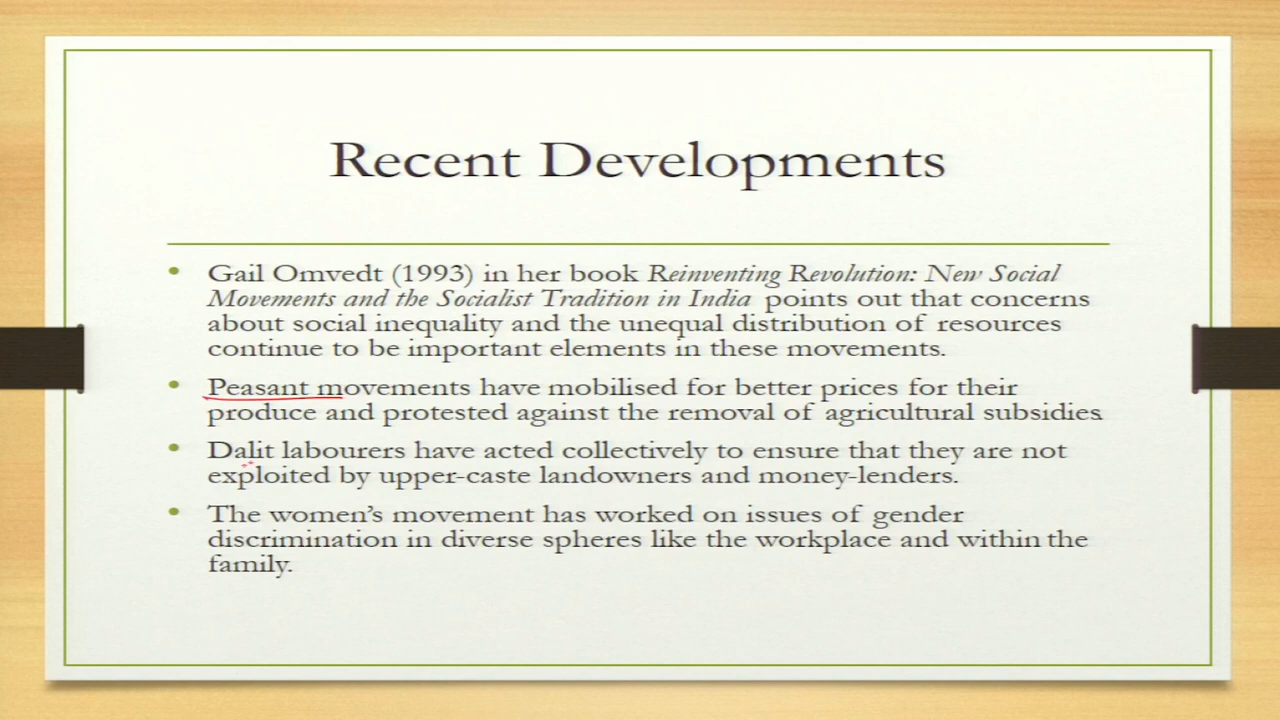 Recent Developments
• Gail Omvedt (1993) in her book Reinventing Revolution: New Social
Movements and the Socialist Tradition in India points out that concerns
about social inequality and the unequal distribution of resources
continue to be important elements in these movements.
• Peasant movements have mobilised for better prices for their
produce and protested against the removal of agricultural subsidies
• Dalit labourers have acted collectively to ensure that they are not
exploited by upper-caste landowners and money-lenders.
• The women's movement has worked on issues of gender
discrimination in diverse spheres like the workplace and within the
family.